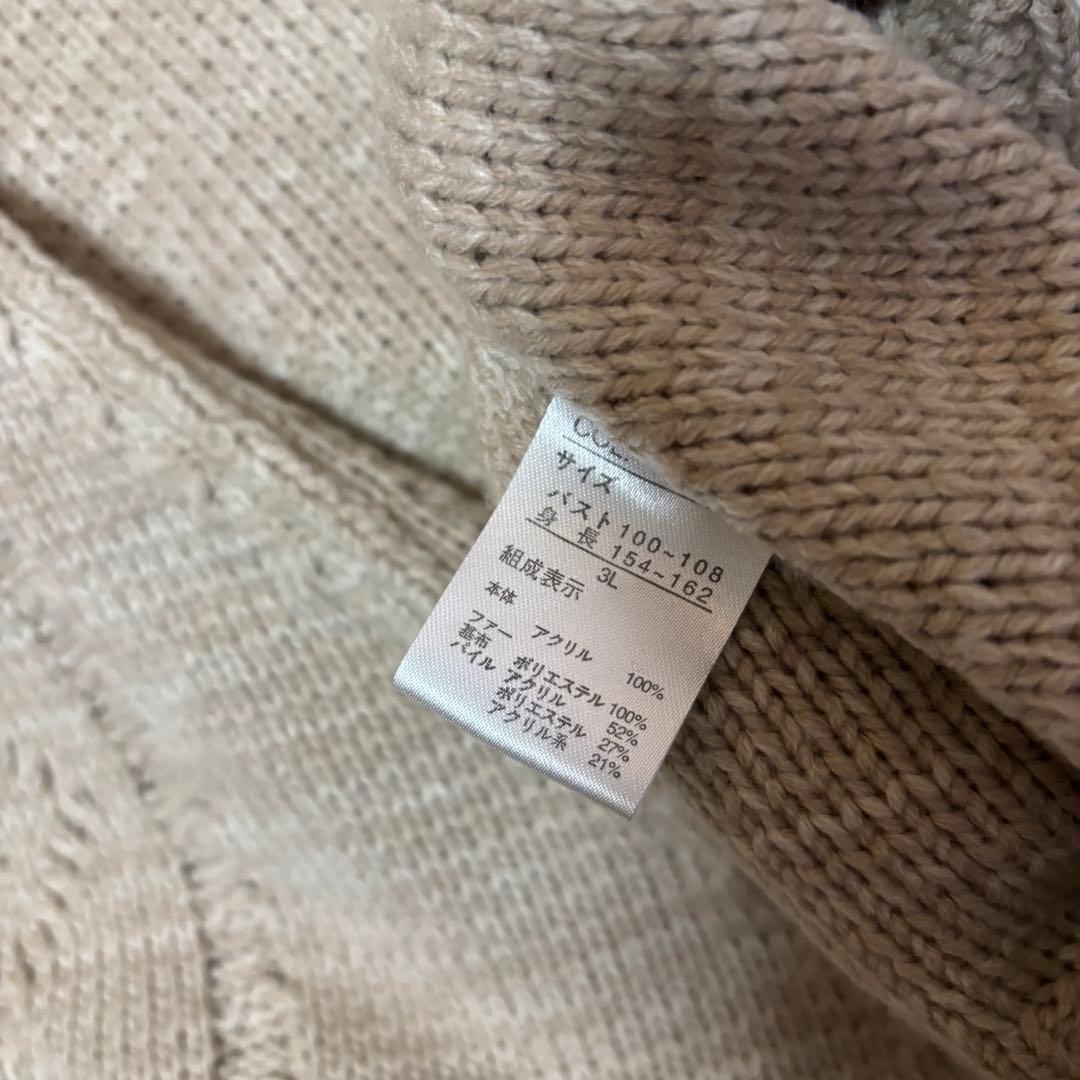 サイズ
バスト100~108
身 長 154~162
3L
組成表示
本体
アクリル 100%
ファー
基布 ポリエステル 100%
パイル アクリル 52%
ポリエステル 27%
アクリル系 21%